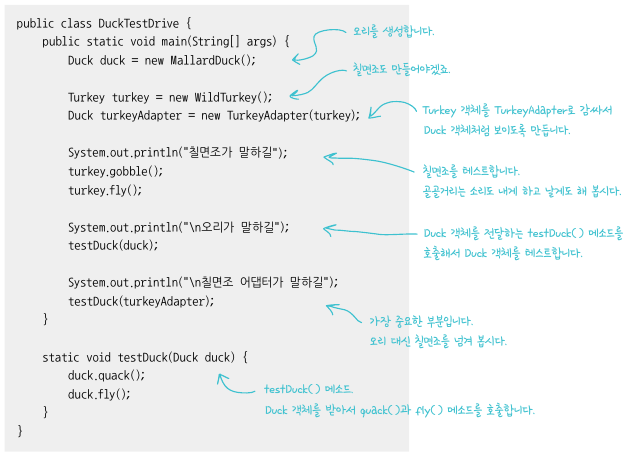 public class DuckTestDrive {
public static void main(String[] args) {
Duck duck = new MallardDuck();
오리를 생성합니다.
Turkey turkey = new WildTurkey();
칠면조도 만들어야겠죠.
Duck turkeyAdapter = new TurkeyAdapter(turkey);
Turkey 객체를 TurkeyAdapter로 감싸서
Duck 객체처럼 보이도록 만듭니다.
System.out.println("칠면조가 말하길");
turkey.gobble();
turkey.fly();
칠면조를 테스트합니다.
골골거리는 소리도 내게 하고 날게도 해 봅시다.
System.out.println("\n오리가 말하길");
testDuck(duck);
Duck 객체를 전달하는 testDuck() 메소드를
호출해서 Duck 객체를 테스트합니다.
System.out.println("\n칠면조 어댑터가 말하길");
testDuck(turkeyAdapter);
}
가장 중요한 부분입니다.
오리 대신 칠면조를 넘겨 봅시다.
static void testDuck(Duck duck) {
duck.quack();
duck.fly();
}
}
testDuck() 메소드.
Duck 객체를 받아서 quack()과 fly() 메소드를 호출합니다.